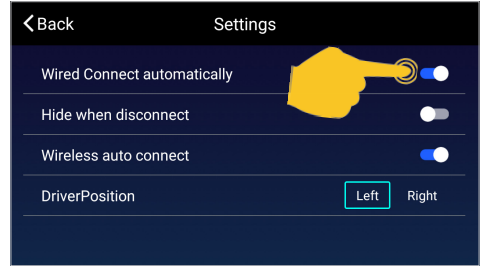 Back
Settings
Wired Connect automatically
Hide when disconnect
Wireless auto connect
DriverPosition
Left
Right